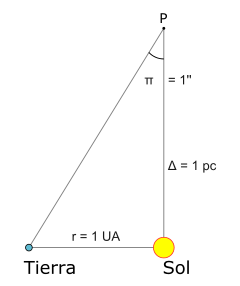 P
π = 1"
Δ = 1 pc
r = 1 UA
Tierra Sol